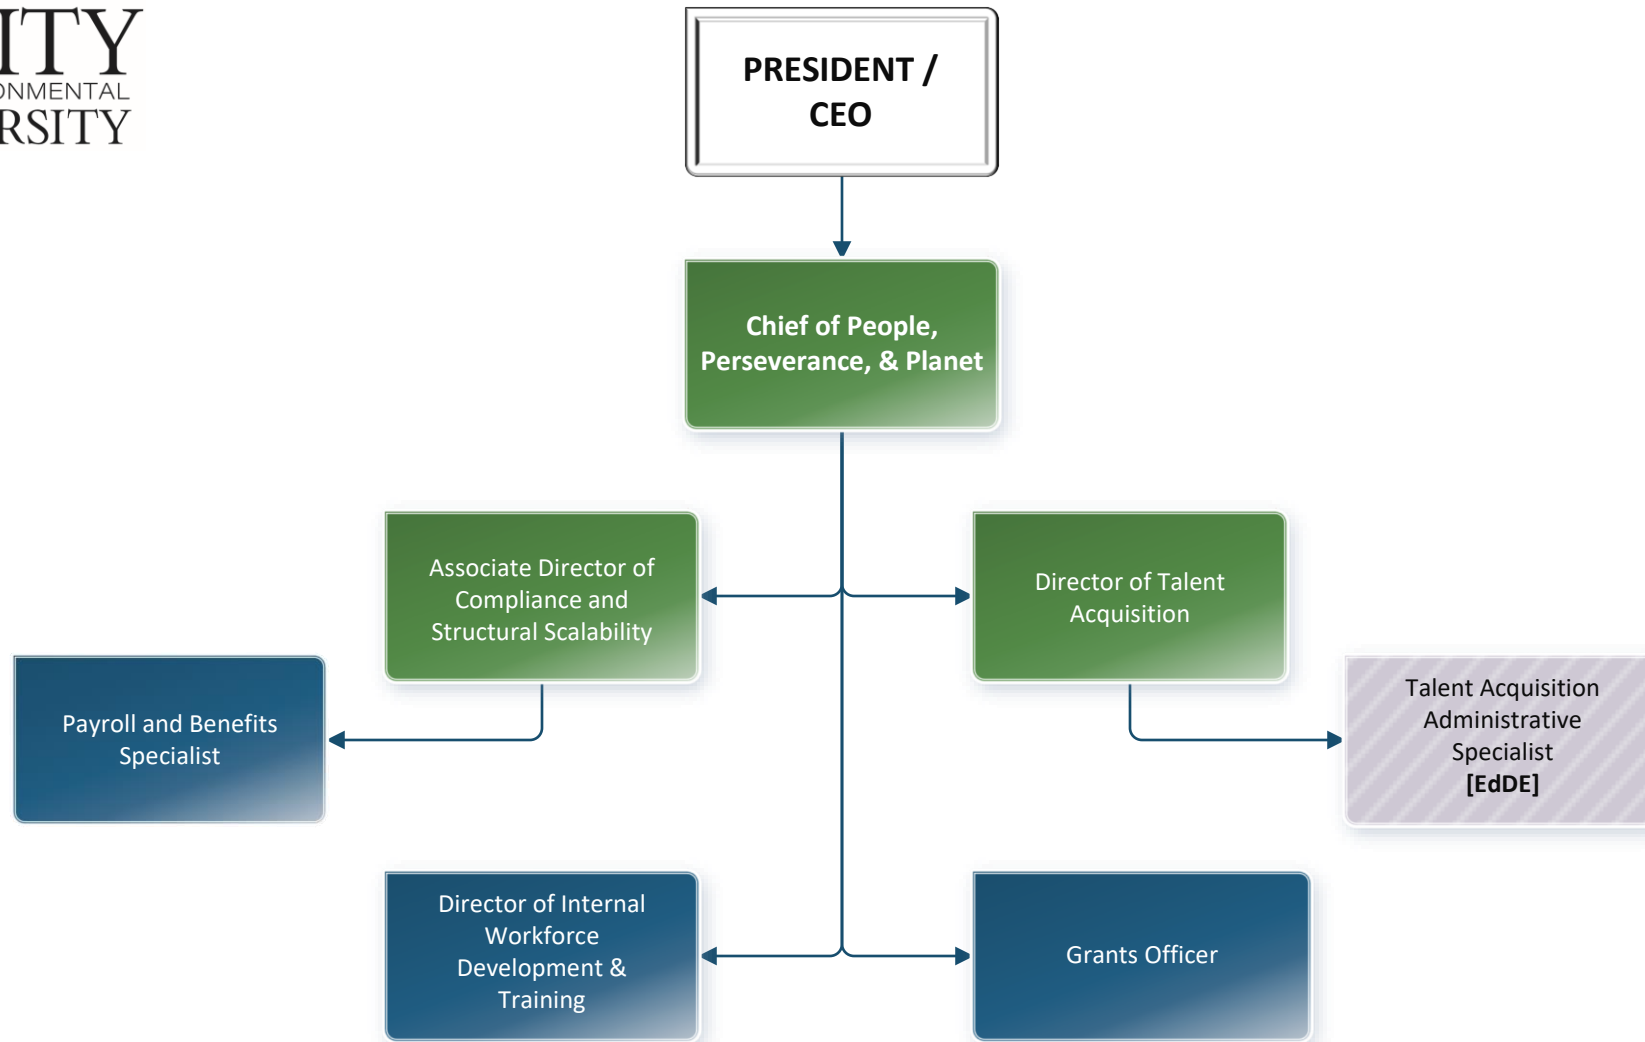 ITY
ONMENTAL
RSITY
PRESIDENT /
CEO
Chief of People,
Perseverance, & Planet
Associate Director of
Compliance and
Structural Scalability
Director of Talent
Acquisition
Payroll and Benefits
Specialist
Talent Acquisition
Administrative
Specialist
[EdDE]
Director of Internal
Workforce
Development &
Training
Grants Officer